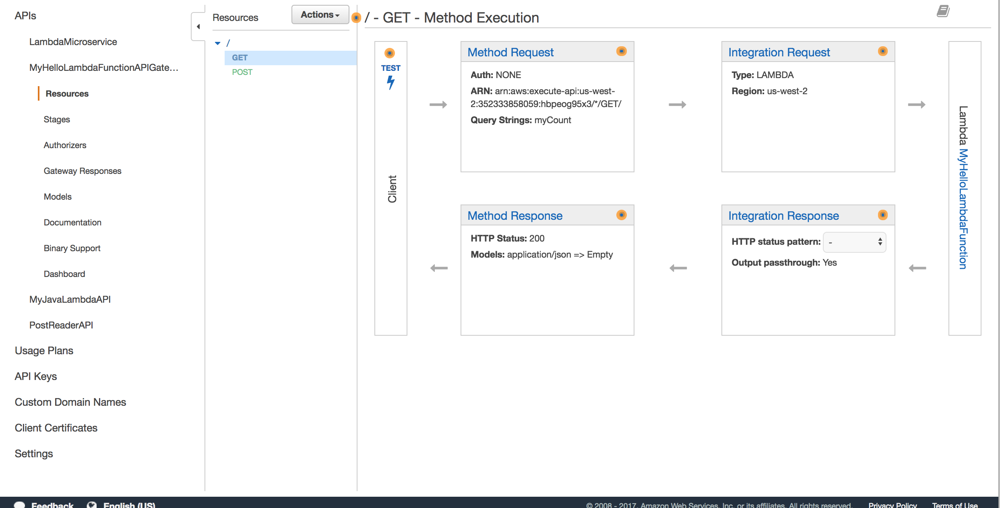 APIs
LambdaMicroservice
MyHelloLambdaFunctionAPIGate...
Resources
Stages
Authorizers
Gateway Responses
Models
Documentation
Binary Support
Dashboard
MyJavaLambdaAPI
PostReaderAPI
Usage Plans
API Keys
Custom Domain Names
Client Certificates
Settings
Resources
Actions
/
GET
POST
/ - GET - Method Execution
TEST
Client
Method Request
Auth: NONE
ARN: arn:aws:execute-api:us-west-
2:352333858059:hbpeog95x3/*/GET/
Query Strings: myCount
Integration Request
Type: LAMBDA
Region: us-west-2
Lambda MyHelloLambdaFunction
Method Response
HTTP Status: 200
Models: application/json => Empty
Integration Response
HTTP status pattern: -
Output passthrough: Yes
Feedback
English (US)
© 2008 - 2017, Amazon Web Services, Inc. or its affiliates. All rights reserved.
Privacy Policy
Terms of Use